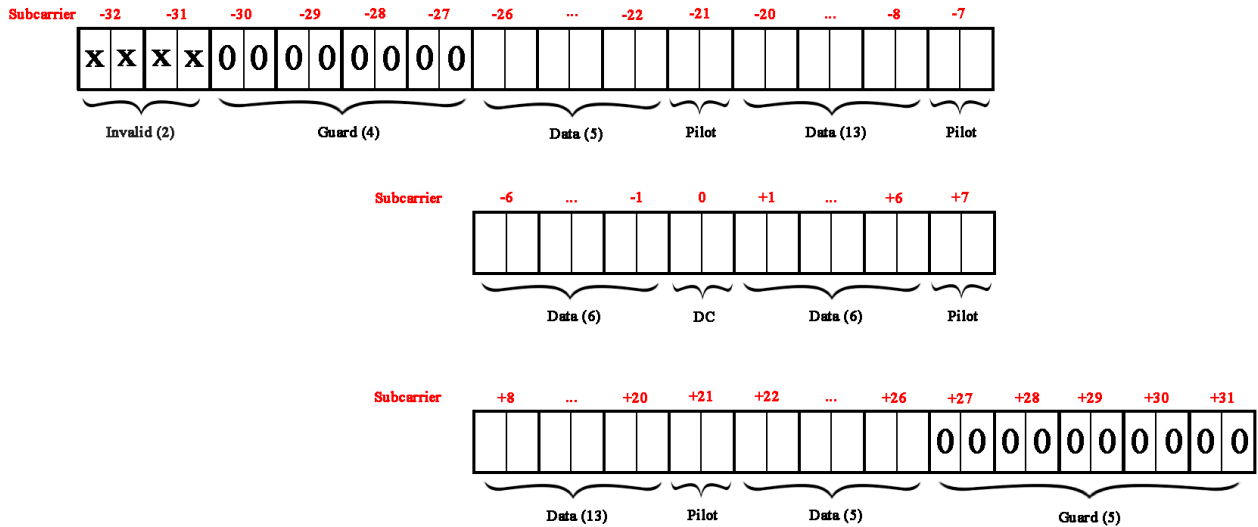 Subcarrier -32 -31 -30 -29 -28 -27 -26 ... -22 -21 -20 ... -8 -7
x x x x 0 0 0 0 0 0 0 0
Invalid (2) Guard (4) Data (5) Pilot Data (13) Pilot
Subcarrier -6 ... -1 0 +1 ... +6 +7
Data (6) DC Data (6) Pilot
Subcarrier +8 ... +20 +21 +22 ... +26 +27 +28 +29 +30 +31
0 0 0 0 0 0 0 0 0 0
Data (13) Pilot Data (5) Guard (5)